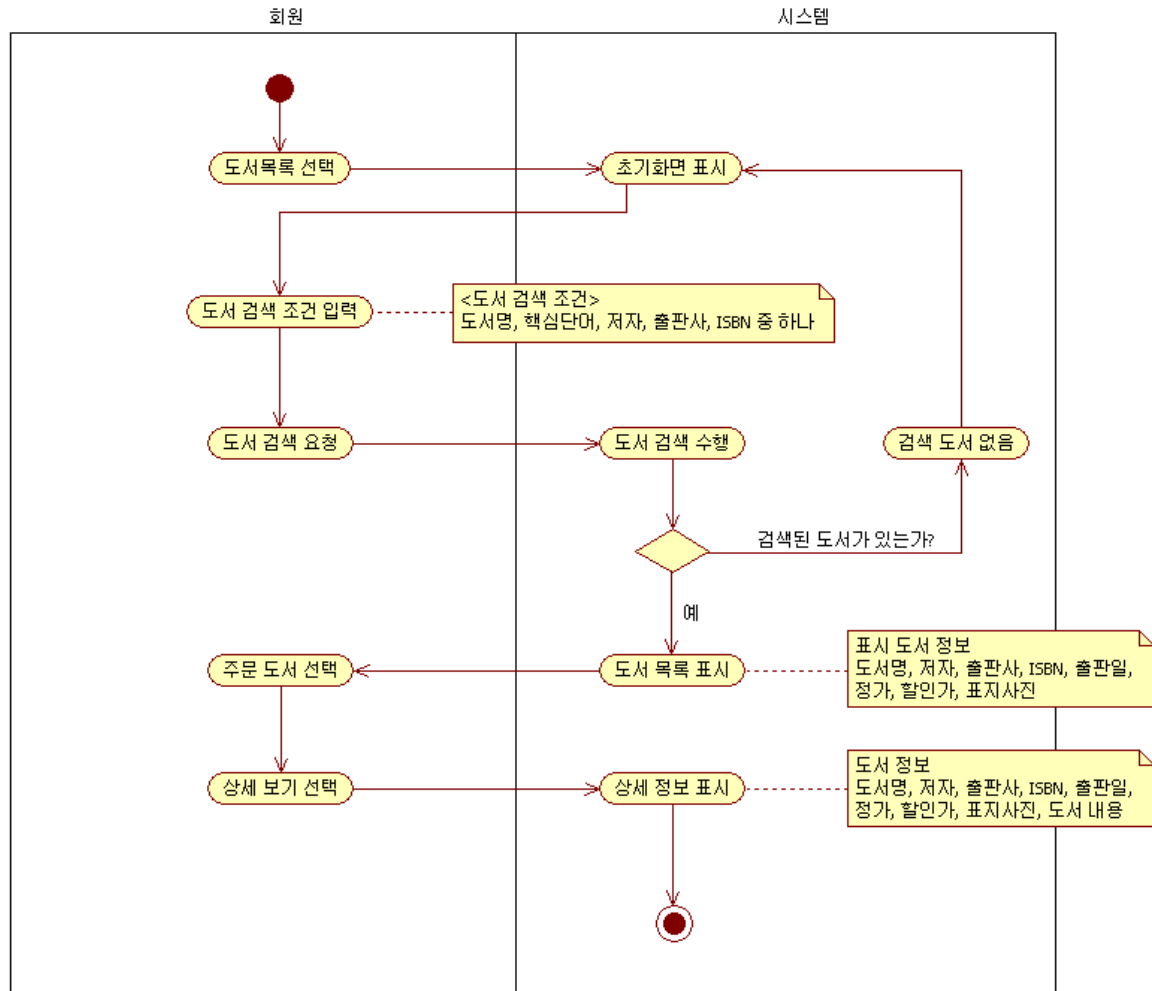 회원
시스템
도서목록 선택
초기화면 표시
도서 검색 조건 입력
<도서 검색 조건>
도서명, 핵심단어, 저자, 출판사, ISBN 중 하나
도서 검색 요청
도서 검색 수행
검색 도서 없음
검색된 도서가 있는가?
예
주문 도서 선택
도서 목록 표시
표시 도서 정보
도서명, 저자, 출판사, ISBN, 출판일,
정가, 할인가, 표지사진
상세 보기 선택
상세 정보 표시
도서 정보
도서명, 저자, 출판사, ISBN, 출판일,
정가, 할인가, 표지사진, 도서 내용